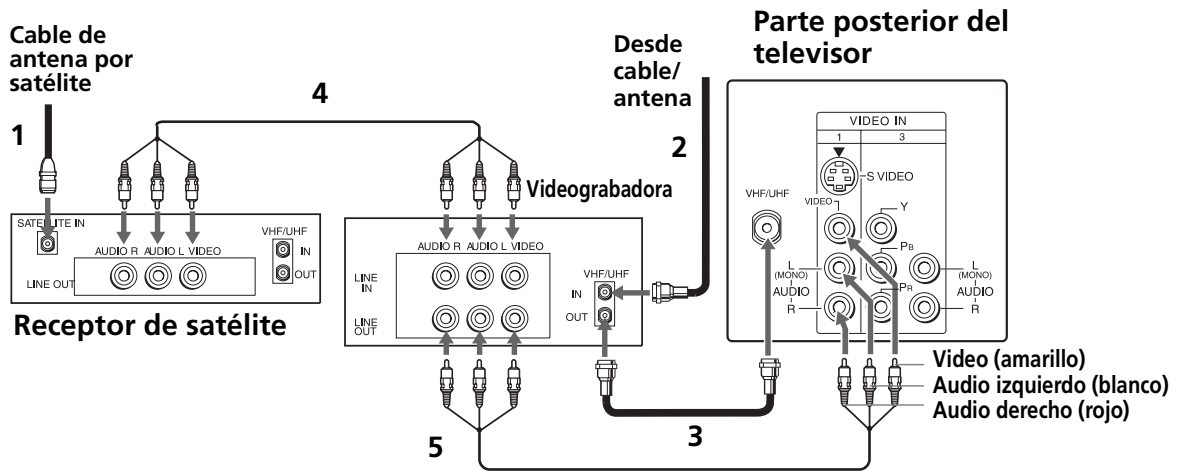 Cable de
antena por
satélite
1
4
Desde
cable/
antena
2
Parte posterior del
televisor
VIDEO IN
1
3
S VIDEO
VHF/UHF
VIDEO
Y
PB
L
(MONO)
AUDIO
R
PR
L
(MONO)
AUDIO
R
Videograbadora
SATELLITE IN
AUDIO R AUDIO L VIDEO
LINE OUT
VHF/UHF
IN
OUT
Receptor de satélite
AUDIO R AUDIO L VIDEO
LINE
IN
LINE
OUT
VHF/UHF
IN
OUT
Video (amarillo)
Audio izquierdo (blanco)
Audio derecho (rojo)
3
5